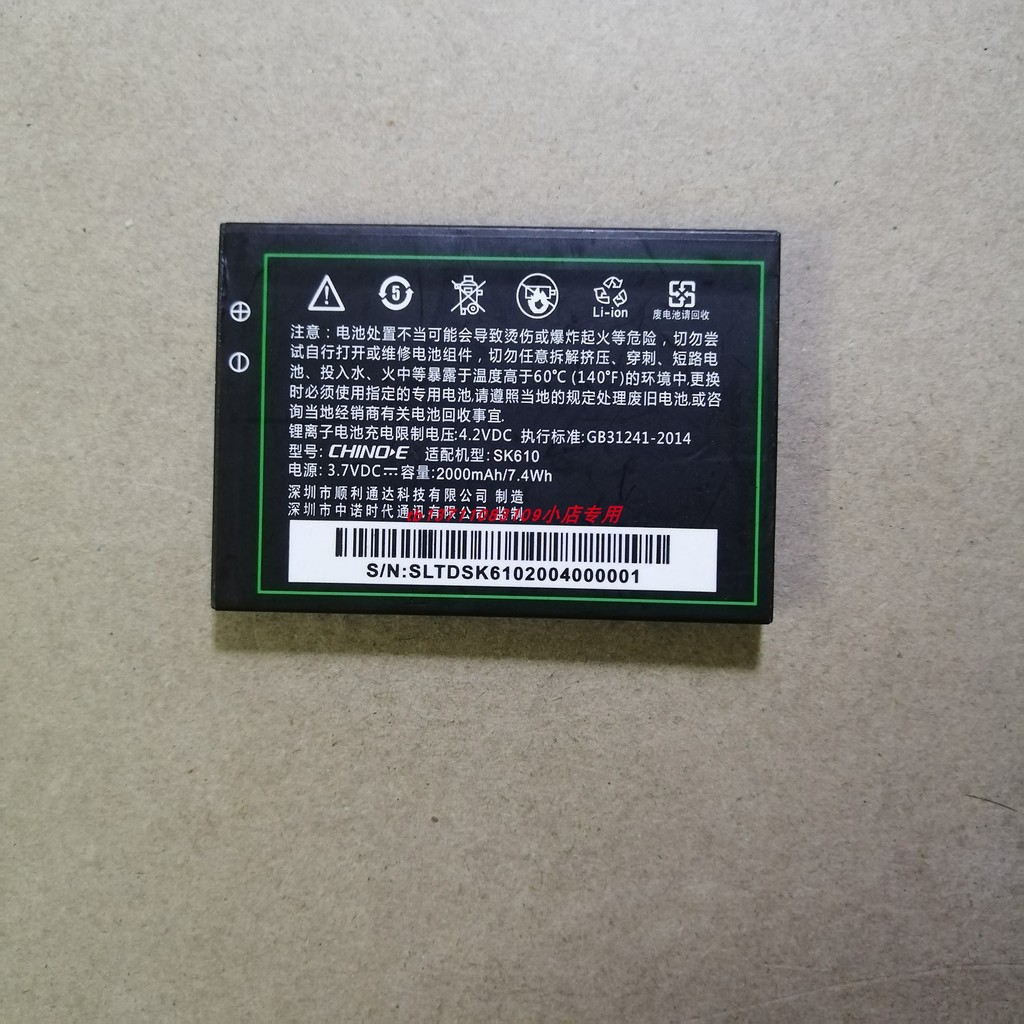 5
Li-ion
废电池请回收
注意：电池处置不当可能会导致烫伤或爆炸起火等危险，切勿尝
试自行打开或维修电池组件，切勿任意拆解挤压、穿刺、短路电
池、投入水、火中等暴露于温度高于60°C (140°F)的环境中,更换
时必须使用指定的专用电池,请遵照当地的规定处理废旧电池,或咨
询当地经销商有关电池回收事宜.
锂离子电池充电限制电压:4.2VDC 执行标准:GB31241-2014
型号: CHINO-E 适配机型:SK610
电源: 3.7VDC⎓容量:2000mAh/7.4Wh
深圳市顺利通达科技有限公司 制造
深圳市中诺时代通讯有限公司 监制
小店专用
S/N:SLTDSK6102004000001